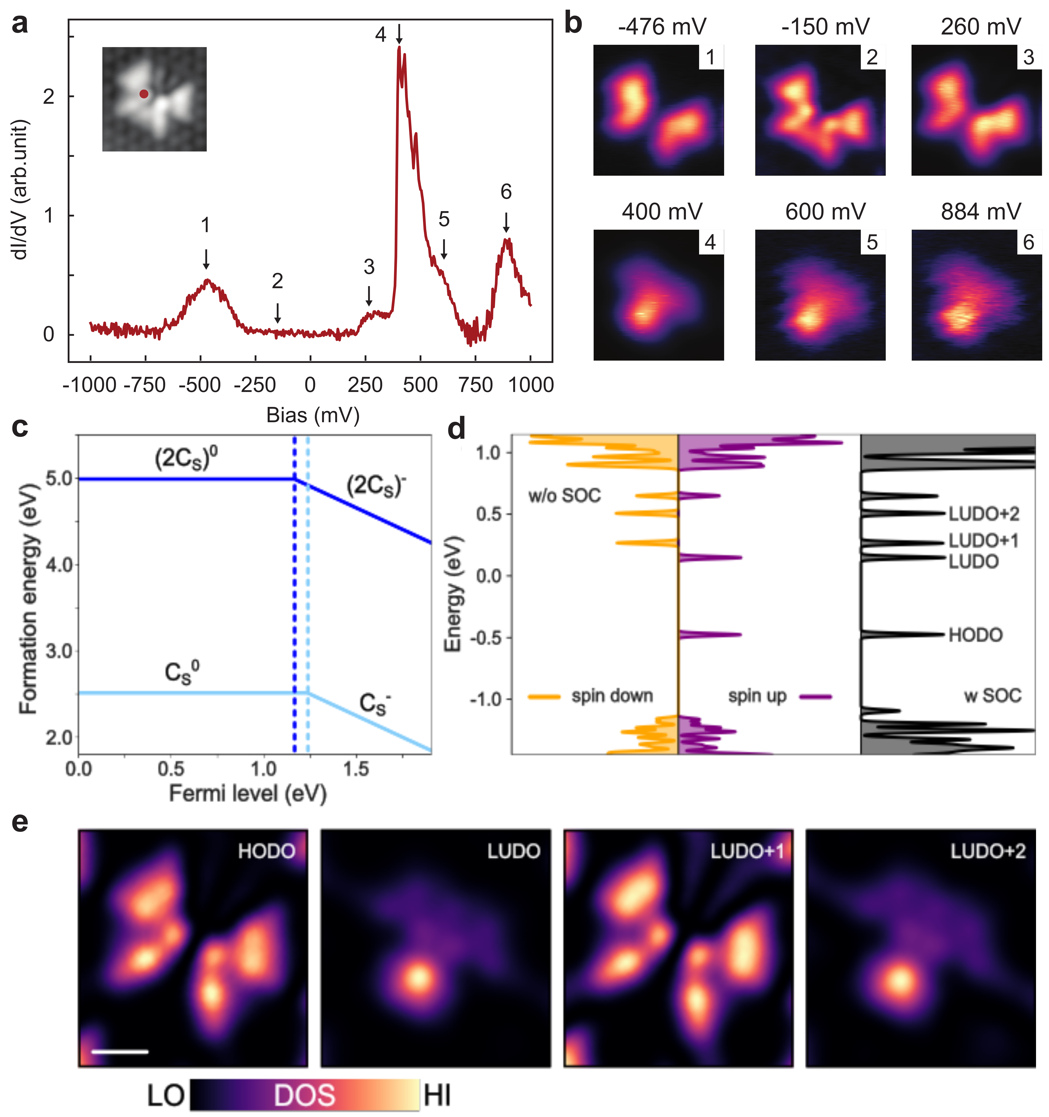 a
dI/dV (arb.unit)
2
1
0
1
2
3
4
5
6
-1000 -750 -500 -250 0 250 500 750 1000
Bias (mV)
b
-476 mV -150 mV 260 mV
1 2 3
400 mV 600 mV 884 mV
4 5 6
c
Formation energy (eV)
5.0
4.0
3.0
2.0
(2Cₛ)⁰
(2Cₛ)⁻
Cₛ⁰
Cₛ⁻
0.0 0.5 1.0 1.5
Fermi level (eV)
d
Energy (eV)
1.0
0.5
0.0
-0.5
-1.0
w/o SOC
spin down
spin up
LUDO+2
LUDO+1
LUDO
HODO
w SOC
e
HODO LUDO LUDO+1 LUDO+2
LO DOS HI